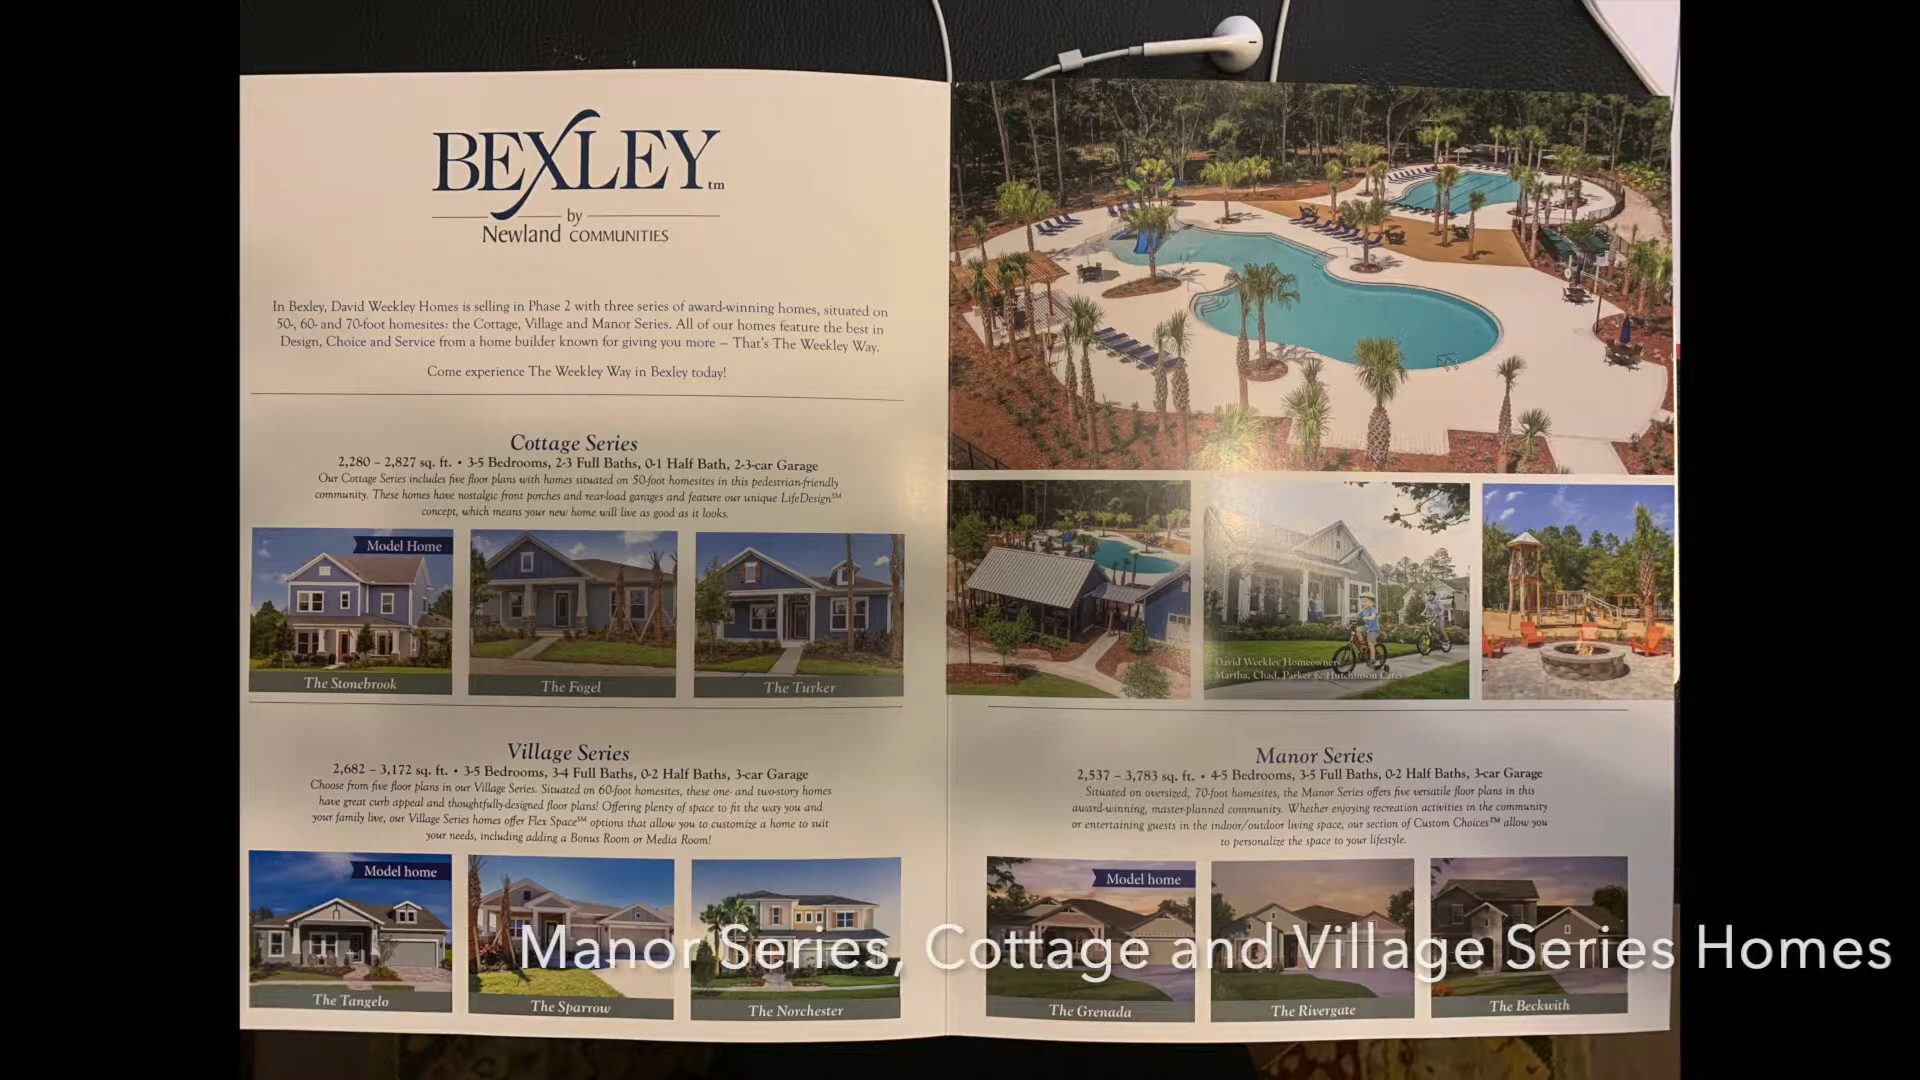 BEXLEY tm
by
Newland COMMUNITIES
In Bexley, David Weekley Homes is selling in Phase 2 with three series of award-winning homes, situated on
50-, 60- and 70-foot homesites: the Cottage, Village and Manor Series. All of our homes feature the best in
Design, Choice and Service from a home builder known for giving you more – That's The Weekley Way.
Come experience The Weekley Way in Bexley today!
Cottage Series
2,280 – 2,827 sq. ft. • 3-5 Bedrooms, 2-3 Full Baths, 0-1 Half Bath, 2-3-car Garage
Our Cottage Series includes five floor plans with homes situated on 50-foot homesites in this pedestrian-friendly
community. These homes have nostalgic front porches and rear-load garages and feature our unique LifeDesign℠
concept, which means your new home will live as good as it looks.
Model Home
The Stonebrook
The Fogel
The Turker
Village Series
2,682 – 3,172 sq. ft. • 3-5 Bedrooms, 3-4 Full Baths, 0-2 Half Baths, 3-car Garage
Choose from five floor plans in our Village Series. Situated on 60-foot homesites, these one- and two-story homes
have great curb appeal and thoughtfully-designed floor plans! Offering plenty of space to fit the way you and
your family live, our Village Series homes offer Flex Space℠ options that allow you to customize a home to suit
your needs, including adding a Bonus Room or Media Room!
Model home
The Tangelo
The Sparrow
The Norchester
David Weekley Homeowners
Martha, Chad, Parker & Hutchinson Cates
Manor Series
2,537 – 3,783 sq. ft. • 4-5 Bedrooms, 3-5 Full Baths, 0-2 Half Baths, 3-car Garage
Situated on oversized, 70-foot homesites, the Manor Series offers five versatile floor plans in this
award-winning, master-planned community. Whether enjoying recreation activities in the community
or entertaining guests in the indoor/outdoor living space, our section of Custom Choices™ allow you
to personalize the space to your lifestyle.
Model home
The Grenada
The Rivergate
The Beckwith
Manor Series, Cottage and Village Series Homes